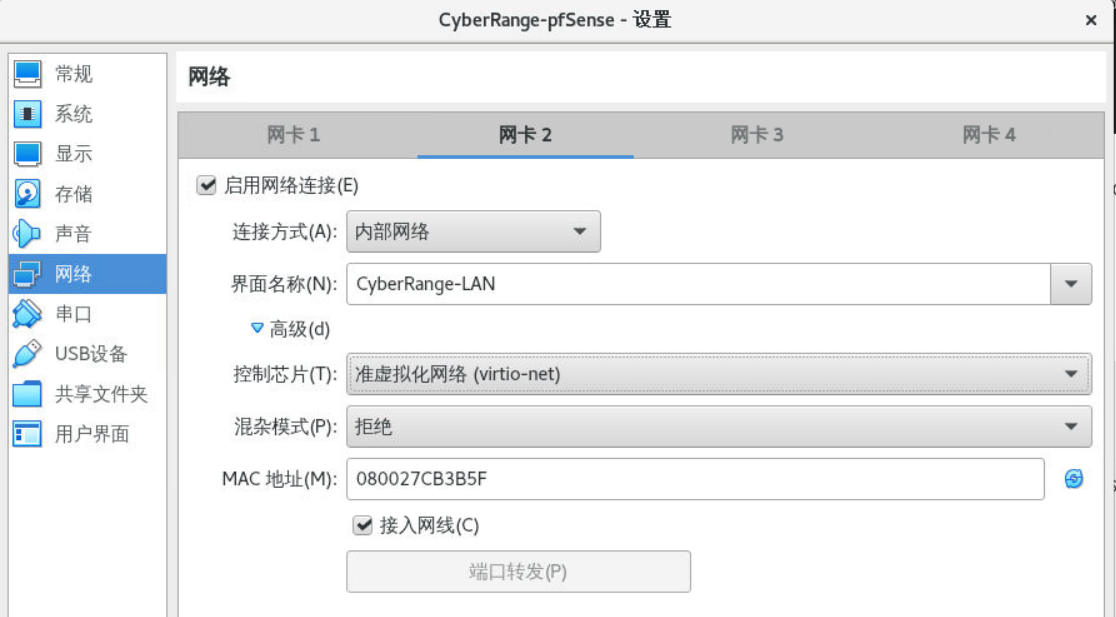 CyberRange-pfSense - 设置
常规
系统
显示
存储
声音
网络
串口
USB设备
共享文件夹
用户界面
网络
网卡 1 网卡 2 网卡 3 网卡 4
启用网络连接(E)
连接方式(A): 内部网络
界面名称(N): CyberRange-LAN
高级(d)
控制芯片(T): 准虚拟化网络 (virtio-net)
混杂模式(P): 拒绝
MAC 地址(M): 080027CB3B5F
接入网线(C)
端口转发(P)